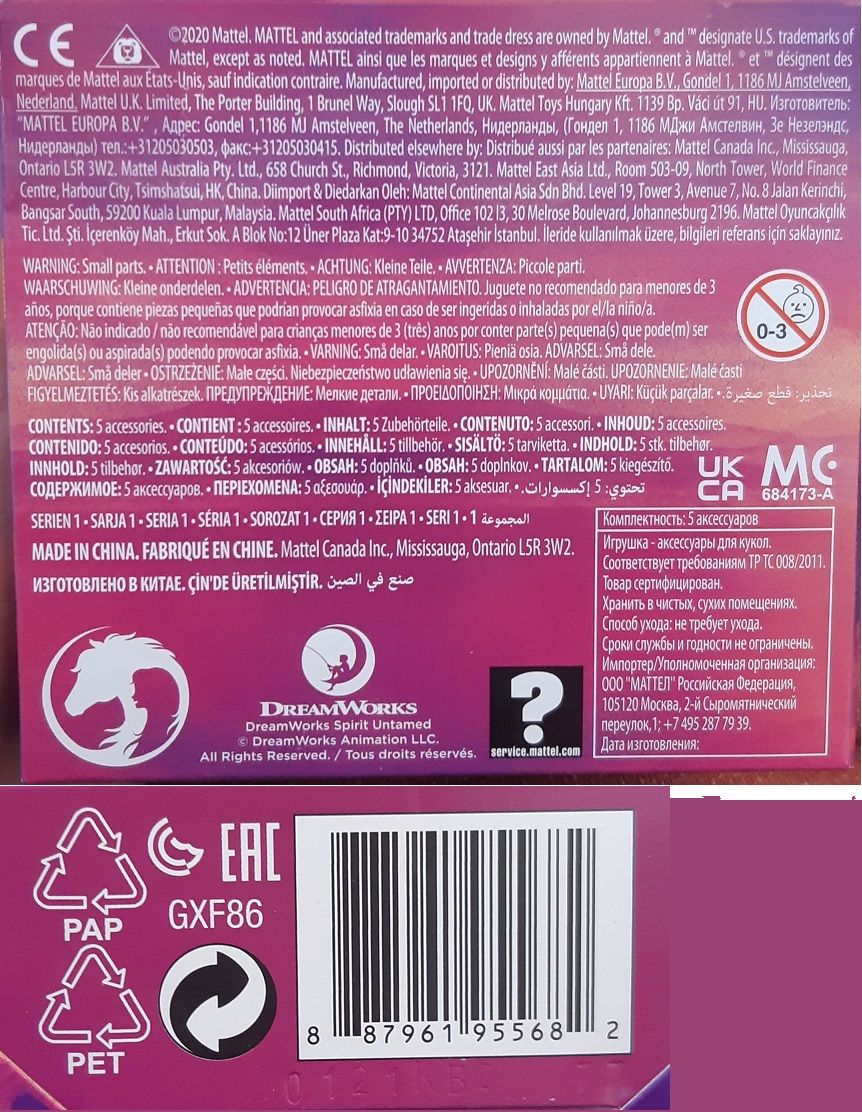 CE ©2020 Mattel. MATTEL and associated trademarks and trade dress are owned by Mattel. ® and ™ designate U.S. trademarks of
Mattel, except as noted. MATTEL ainsi que les marques et designs y afférents appartiennent à Mattel. ® et ™ désignent des
marques de Mattel aux États-Unis, sauf indication contraire. Manufactured, imported or distributed by: Mattel Europa B.V., Gondel 1, 1186 MJ Amstelveen,
Nederland. Mattel U.K. Limited, The Porter Building, 1 Brunel Way, Slough SL1 1FQ, UK. Mattel Toys Hungary Kft. 1139 Bp. Váci út 91, HU. Изготовитель:
"MATTEL EUROPA B.V." , Адрес: Gondel 1,1186 MJ Amstelveen, The Netherlands, Нидерланды, (Гондел 1, 1186 МДжи Амстелвин, Зе Незелэндс,
Нидерланды) тел.:+31205030503, факс:+31205030415. Distributed elsewhere by: Distribué aussi par les partenaires: Mattel Canada Inc., Mississauga,
Ontario L5R 3W2. Mattel Australia Pty. Ltd., 658 Church St., Richmond, Victoria, 3121. Mattel East Asia Ltd., Room 503-09, North Tower, World Finance
Centre, Harbour City, Tsimshatsui, HK, China. Diimport & Diedarkan Oleh: Mattel Continental Asia Sdn Bhd. Level 19, Tower 3, Avenue 7, No. 8 Jalan Kerinchi,
Bangsar South, 59200 Kuala Lumpur, Malaysia. Mattel South Africa (PTY) LTD, Office 102 I3, 30 Melrose Boulevard, Johannesburg 2196. Mattel Oyuncakçılık
Tic. Ltd. Şti. İçerenköy Mah., Erkut Sok. A Blok No:12 Üner Plaza Kat:9-10 34752 Ataşehir İstanbul. İleride kullanılmak üzere, bilgileri referans için saklayınız.
WARNING: Small parts. • ATTENTION : Petits éléments. • ACHTUNG: Kleine Teile. • AVVERTENZA: Piccole parti.
WAARSCHUWING: Kleine onderdelen. • ADVERTENCIA: PELIGRO DE ATRAGANTAMIENTO. Juguete no recomendado para menores de 3
años, porque contiene piezas pequeñas que podrían provocar asfixia en caso de ser ingeridas o inhaladas por el/la niño/a.
ATENÇÃO: Não indicado / não recomendável para crianças menores de 3 (três) anos por conter parte(s) pequena(s) que pode(m) ser
engolida(s) ou aspirada(s) podendo provocar asfixia. • VARNING: Små delar. • VAROITUS: Pieniä osia. ADVARSEL: Små dele.
ADVARSEL: Små deler • OSTRZEŻENIE: Małe części. Niebezpieczeństwo udławienia się. • UPOZORNĚNÍ: Malé části. UPOZORNENIE: Malé časti
FIGYELMEZTETÉS: Kis alkatrészek. ПРЕДУПРЕЖДЕНИЕ: Мелкие детали. • ΠΡΟΕΙΔΟΠΟΙΗΣΗ: Μικρά κομμάτια. • UYARI: Küçük parçalar. • تحذير: قطع صغيرة.
0-3
CONTENTS: 5 accessories. • CONTIENT : 5 accessoires. • INHALT: 5 Zubehörteile. • CONTENUTO: 5 accessori. • INHOUD: 5 accessoires.
CONTENIDO: 5 accesorios. • CONTEÚDO: 5 acessórios. • INNEHÅLL: 5 tillbehör. • SISÄLTÖ: 5 tarviketta. • INDHOLD: 5 stk. tilbehør.
INNHOLD: 5 tilbehør. • ZAWARTOŚĆ: 5 akcesoriów. • OBSAH: 5 doplňků. • OBSAH: 5 doplnkov. • TARTALOM: 5 kiegészítő.
СОДЕРЖИМОЕ: 5 аксессуаров. • ΠΕΡΙΕΧΟΜΕΝΑ: 5 αξεσουάρ. • İÇİNDEKİLER: 5 aksesuar. • تحتوي: 5 إكسسوارات.
UK
CA
MC
684173-A
SERIEN 1 • SARJA 1 • SERIA 1 • SÉRIA 1 • SOROZAT 1 • СЕРИЯ 1 • ΣΕΙΡΑ 1 • SERI 1 • المجموعة 1
MADE IN CHINA. FABRIQUÉ EN CHINE. Mattel Canada Inc., Mississauga, Ontario L5R 3W2.
ИЗГОТОВЛЕНО В КИТАЕ. ÇİN'DE ÜRETİLMİŞTİR. صنع في الصين
Комплектность: 5 аксессуаров
Игрушка - аксессуары для кукол.
Соответствует требованиям ТР ТС 008/2011.
Товар сертифицирован.
Хранить в чистых, сухих помещениях.
Способ ухода: не требует ухода.
Сроки службы и годности не ограничены.
Импортер/Уполномоченная организация:
ООО "МАТТЕЛ" Российская Федерация,
105120 Москва, 2-й Сыромятнический
переулок,1; +7 495 287 79 39.
Дата изготовления:
DREAMWORKS
DreamWorks Spirit Untamed
© DreamWorks Animation LLC.
All Rights Reserved. / Tous droits réservés.
?
service.mattel.com
PAP
EAC
GXF86
PET
8 87961 95568 2